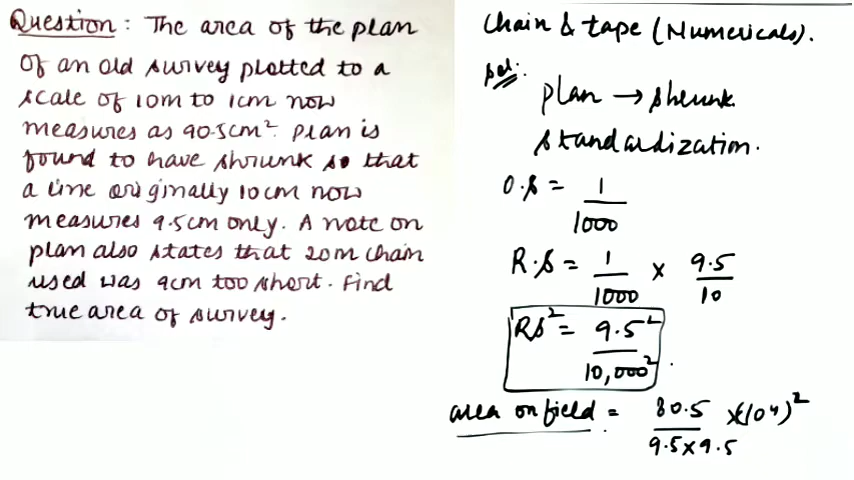 Question: The area of the plan
of an old survey plotted to a
scale of 10m to 1cm now
measures as 90.5cm². plan is
found to have shrunk so that
a line originally 10cm now
measures 9.5cm only. A note on
plan also states that 20m chain
used was 9cm too short. Find
true area of survey.
Chain & tape (Numericals).
Sol:
plan → shrunk
standardization.
O.S = 1/1000
R.S = 1/1000 × 9.5/10
RS² = 9.5²/10,000²
area on field = 80.5/9.5×9.5 ×(10⁴)²